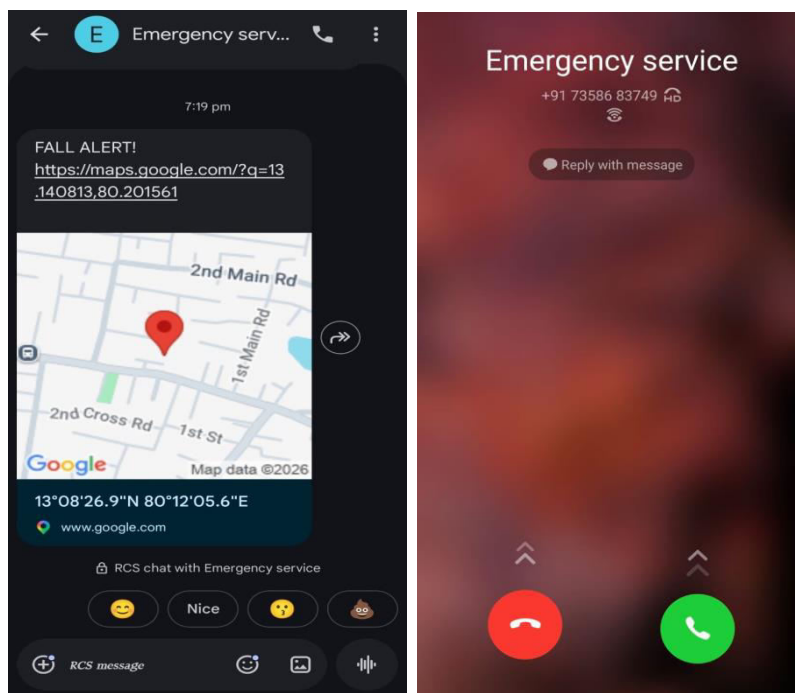 E
Emergency serv...
7:19 pm
FALL ALERT!
https://maps.google.com/?q=13
.140813,80.201561
2nd Main Rd
1st Main Rd
2nd Cross Rd
1st St
Google
Map data ©2026
13°08'26.9"N 80°12'05.6"E
www.google.com
RCS chat with Emergency service
Nice
RCS message
Emergency service
+91 73586 83749 HD
Reply with message